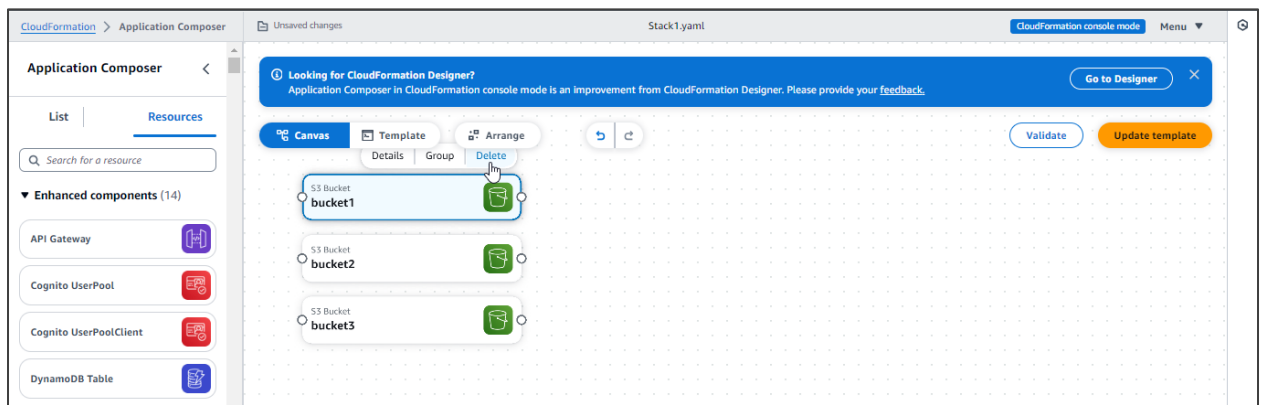 CloudFormation > Application Composer
Unsaved changes
Stack1.yaml
CloudFormation console mode
Menu ▼
Application Composer
List
Resources
Search for a resource
▼ Enhanced components (14)
API Gateway
Cognito UserPool
Cognito UserPoolClient
DynamoDB Table
Looking for CloudFormation Designer?
Application Composer in CloudFormation console mode is an improvement from CloudFormation Designer. Please provide your feedback.
Go to Designer
Canvas
Template
Arrange
Validate
Update template
Details
Group
Delete
S3 Bucket
bucket1
S3 Bucket
bucket2
S3 Bucket
bucket3